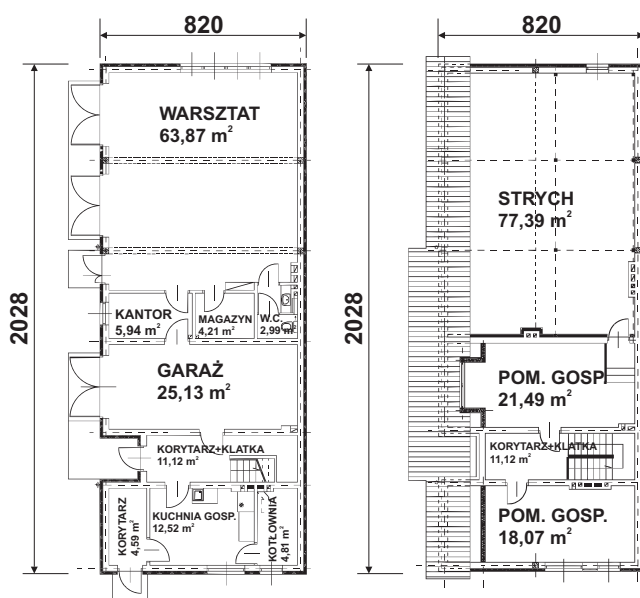 820
2028
WARSZTAT
63,87 m²
KANTOR
5,94 m²
MAGAZYN
4,21 m²
W.C.
2,99 m²
GARAŻ
25,13 m²
KORYTARZ+KLATKA
11,12 m²
KORYTARZ
4,59 m²
KUCHNIA GOSP.
12,52 m²
KOTŁOWNIA
4,81 m²
820
2028
STRYCH
77,39 m²
POM. GOSP
21,49 m²
KORYTARZ+KLATKA
11,12 m²
POM. GOSP.
18,07 m²